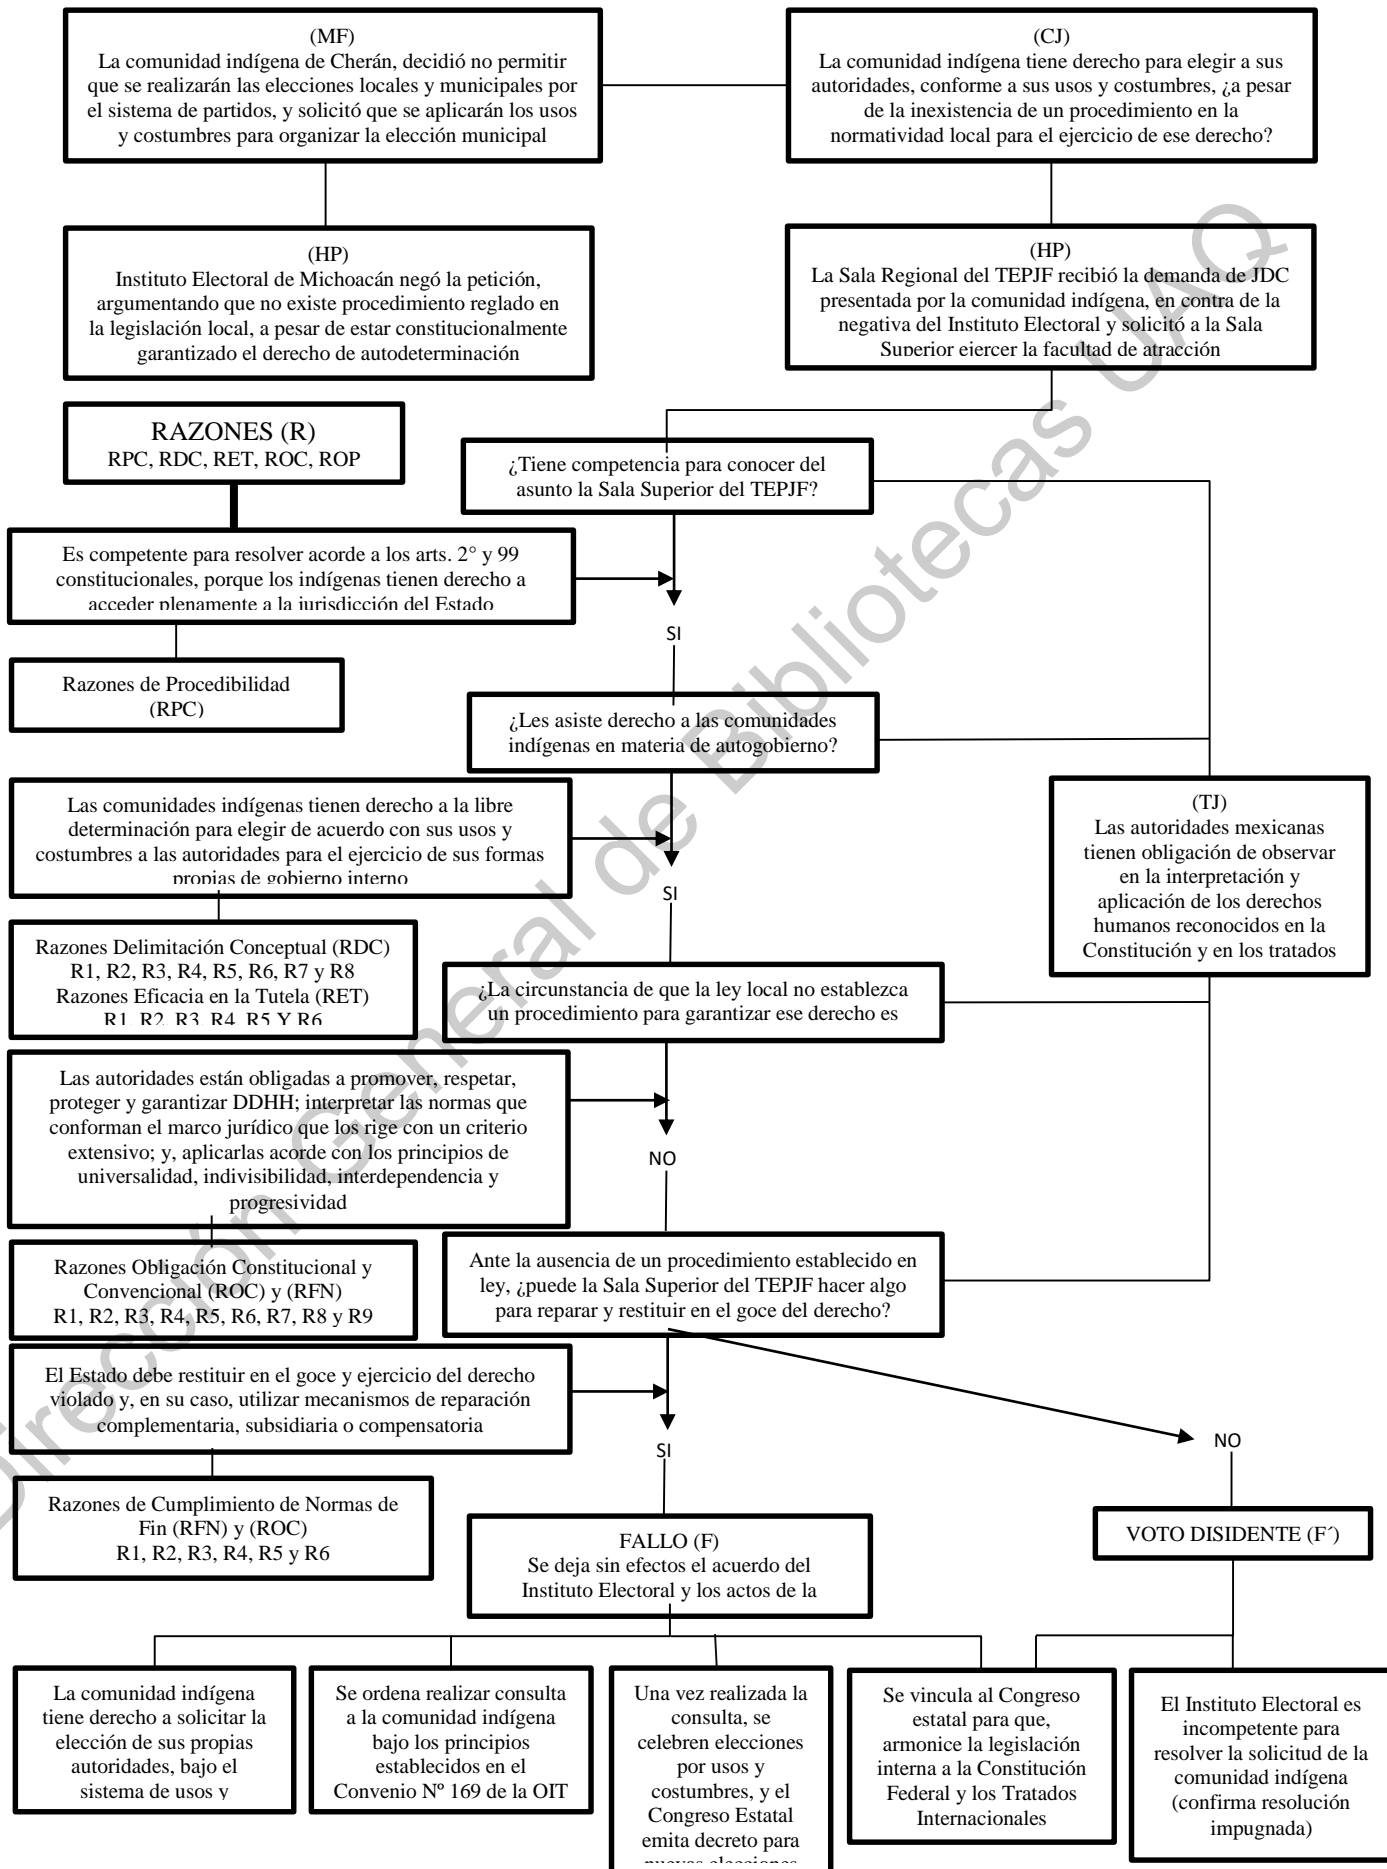 (MF)
La comunidad indígena de Cherán, decidió no permitir
que se realizarán las elecciones locales y municipales por
el sistema de partidos, y solicitó que se aplicarán los usos
y costumbres para organizar la elección municipal
(CJ)
La comunidad indígena tiene derecho para elegir a sus
autoridades, conforme a sus usos y costumbres, ¿a pesar
de la inexistencia de un procedimiento en la
normatividad local para el ejercicio de ese derecho?
(HP)
Instituto Electoral de Michoacán negó la petición,
argumentando que no existe procedimiento reglado en
la legislación local, a pesar de estar constitucionalmente
garantizado el derecho de autodeterminación
(HP)
La Sala Regional del TEPJF recibió la demanda de JDC
presentada por la comunidad indígena, en contra de la
negativa del Instituto Electoral y solicitó a la Sala
Superior ejercer la facultad de atracción
RAZONES (R)
RPC, RDC, RET, ROC, ROP
¿Tiene competencia para conocer del
asunto la Sala Superior del TEPJF?
Es competente para resolver acorde a los arts. 2° y 99
constitucionales, porque los indígenas tienen derecho a
acceder plenamente a la jurisdicción del Estado
SI
Razones de Procedibilidad
(RPC)
¿Les asiste derecho a las comunidades
indígenas en materia de autogobierno?
Las comunidades indígenas tienen derecho a la libre
determinación para elegir de acuerdo con sus usos y
costumbres a las autoridades para el ejercicio de sus formas
propias de gobierno interno
SI
(TJ)
Las autoridades mexicanas
tienen obligación de observar
en la interpretación y
aplicación de los derechos
humanos reconocidos en la
Constitución y en los tratados
Razones Delimitación Conceptual (RDC)
R1, R2, R3, R4, R5, R6, R7 y R8
Razones Eficacia en la Tutela (RET)
R1, R2, R3, R4, R5 Y R6
¿La circunstancia de que la ley local no establezca
un procedimiento para garantizar ese derecho es
Las autoridades están obligadas a promover, respetar,
proteger y garantizar DDHH; interpretar las normas que
conforman el marco jurídico que los rige con un criterio
extensivo; y, aplicarlas acorde con los principios de
universalidad, indivisibilidad, interdependencia y
progresividad
NO
Razones Obligación Constitucional y
Convencional (ROC) y (RFN)
R1, R2, R3, R4, R5, R6, R7, R8 y R9
Ante la ausencia de un procedimiento establecido en
ley, ¿puede la Sala Superior del TEPJF hacer algo
para reparar y restituir en el goce del derecho?
El Estado debe restituir en el goce y ejercicio del derecho
violado y, en su caso, utilizar mecanismos de reparación
complementaria, subsidiaria o compensatoria
SI
NO
Razones de Cumplimiento de Normas de
Fin (RFN) y (ROC)
R1, R2, R3, R4, R5 y R6
FALLO (F)
Se deja sin efectos el acuerdo del
Instituto Electoral y los actos de la
VOTO DISIDENTE (F´)
La comunidad indígena
tiene derecho a solicitar la
elección de sus propias
autoridades, bajo el
sistema de usos y
Se ordena realizar consulta
a la comunidad indígena
bajo los principios
establecidos en el
Convenio Nº 169 de la OIT
Una vez realizada la
consulta, se
celebren elecciones
por usos y
costumbres, y el
Congreso Estatal
emita decreto para
nuevas elecciones
Se vincula al Congreso
estatal para que,
armonice la legislación
interna a la Constitución
Federal y los Tratados
Internacionales
El Instituto Electoral es
incompetente para
resolver la solicitud de la
comunidad indígena
(confirma resolución
impugnada)
Dirección General de Bibliotecas UAQ